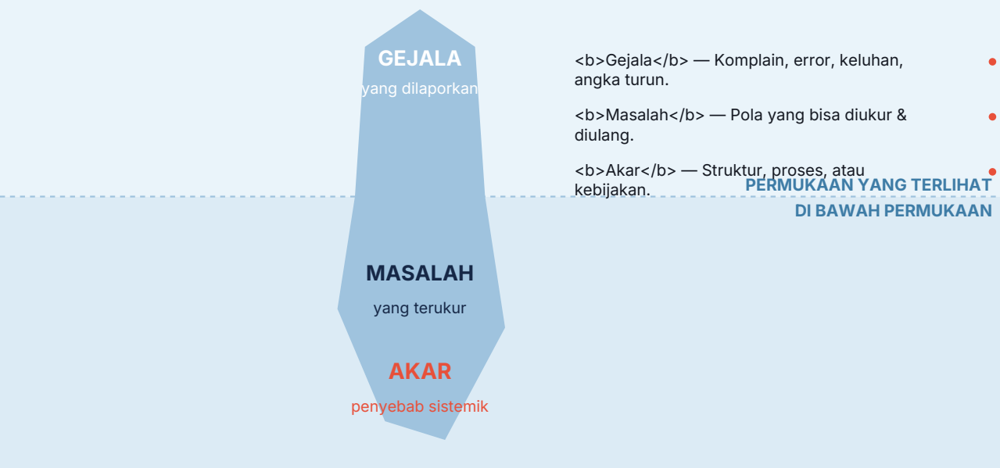 GEJALA
yang dilaporkan
<b>Gejala</b> — Komplain, error, keluhan,
angka turun.
<b>Masalah</b> — Pola yang bisa diukur &
diulang.
<b>Akar</b> — Struktur, proses, atau
kebijakan.
PERMUKAAN YANG TERLIHAT
DI BAWAH PERMUKAAN
MASALAH
yang terukur
AKAR
penyebab sistemik